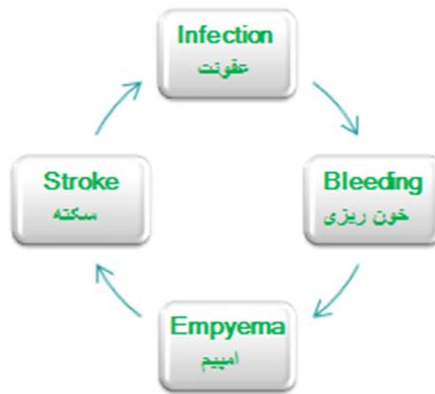 Infection
عفونت
Bleeding
خون ریزی
Empyema
امپیم
Stroke
سکته